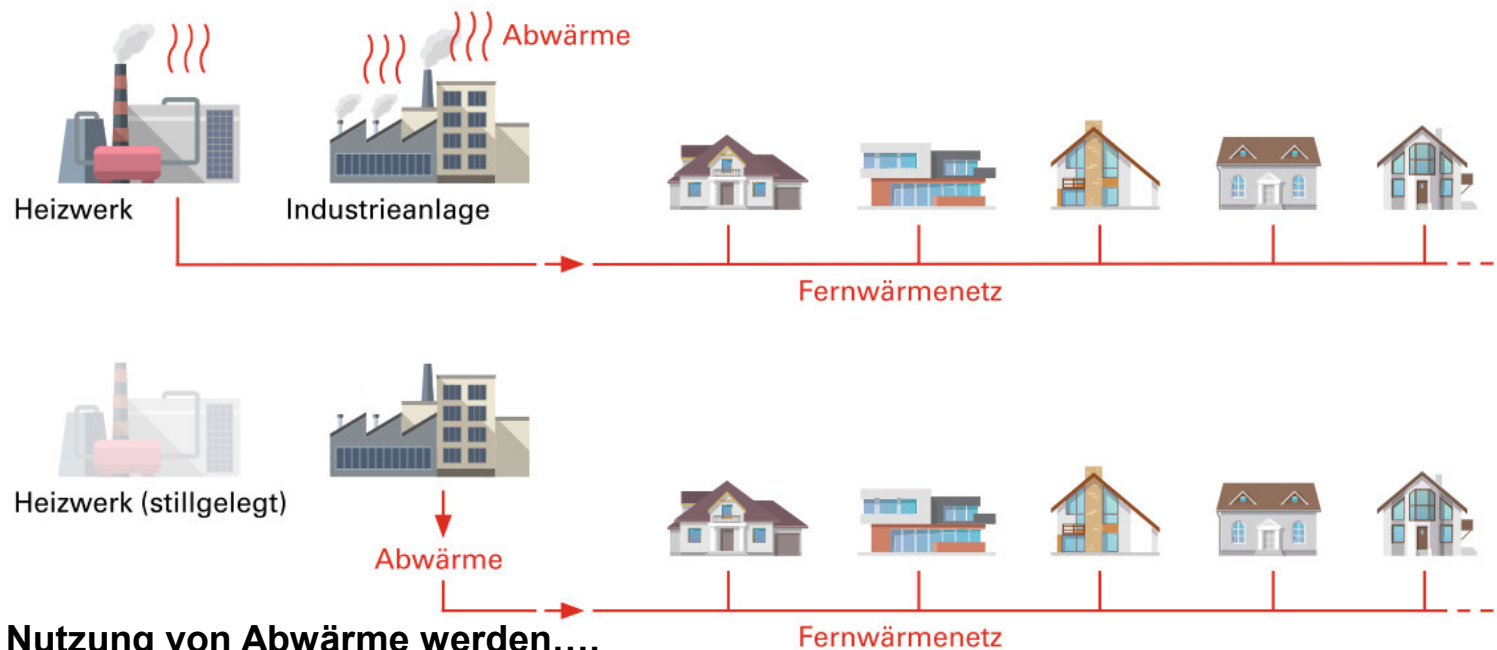 Abwärme
Heizwerk
Industrieanlage
Fernwärmenetz
Heizwerk (stillgelegt)
Abwärme
Nutzung von Abwärme werden....
Fernwärmenetz